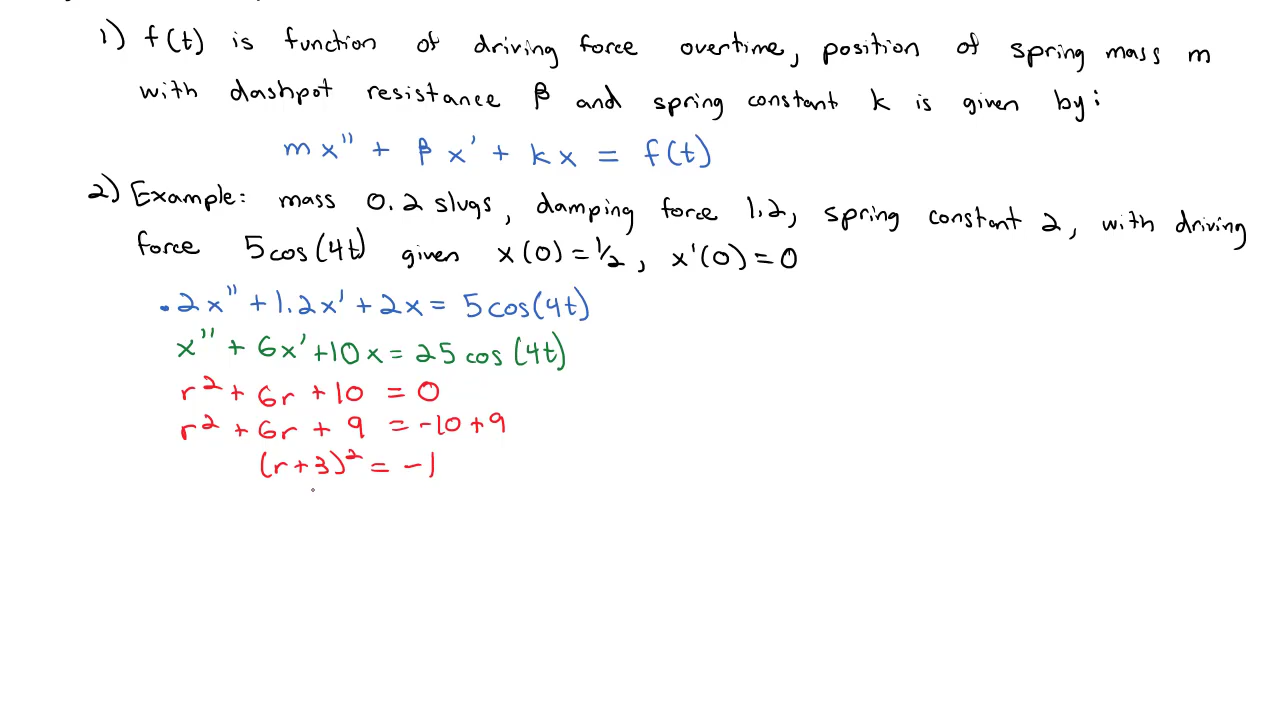 1) f(t) is function of driving force overtime, position of spring mass m
with dashpot resistance β and spring constant k is given by:
mx'' + βx' + kx = f(t)
2) Example: mass 0.2 slugs, damping force 1.2, spring constant 2, with driving
force 5cos(4t) given x(0)=1/2, x'(0)=0
.2x'' + 1.2x' + 2x = 5cos(4t)
x'' + 6x' + 10x = 25cos(4t)
r² + 6r + 10 = 0
r² + 6r + 9 = -10+9
(r+3)² = -1